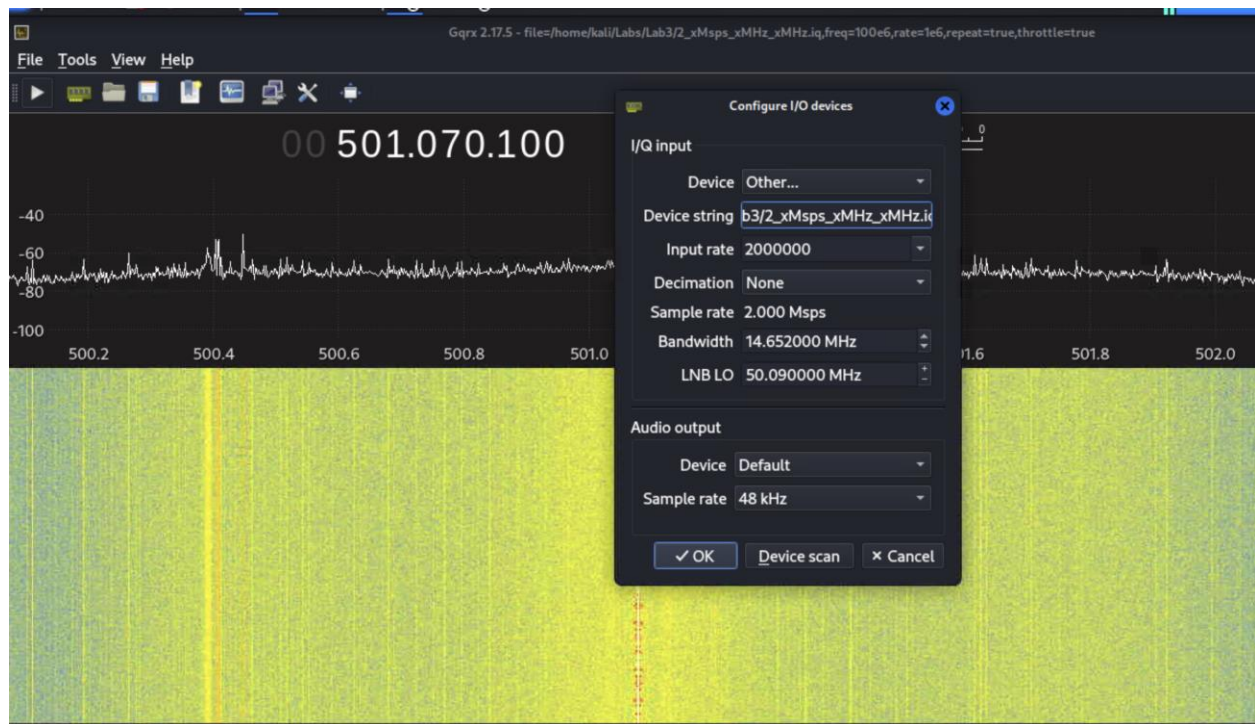 Gqrx 2.17.5 - file=/home/kali/Labs/Lab3/2_xMsps_xMHz_xMHz.iq,freq=100e6,rate=1e6,repeat=true,throttle=true
File Tools View Help
00 501.070.100
0
-40
-60
-80
-100
500.2 500.4 500.6 500.8 501.0 01.6 501.8 502.0
Configure I/O devices
I/Q input
Device Other...
Device string b3/2_xMsps_xMHz_xMHz.iq
Input rate 2000000
Decimation None
Sample rate 2.000 Msps
Bandwidth 14.652000 MHz
LNB LO 50.090000 MHz
Audio output
Device Default
Sample rate 48 kHz
OK Device scan Cancel